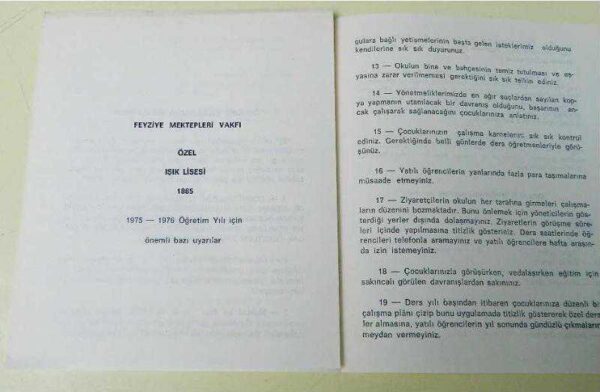 FEYZİYE MEKTEPLERİ VAKFI
ÖZEL
IŞIK LİSESİ
1885
1975 — 1976 Öğretim Yılı için
önemli bazı uyarılar
çulara bağlı yetişmelerinin başta gelen isteklerimiz olduğunu
kendilerine sık sık duyurunuz.
13 — Okulun bina ve bahçesinin temiz tutulması ve eş-
yasına zarar verilmemesi gerektiğini sık sık telkin ediniz.
14 — Yönetmeliklerimizde en ağır suçlardan sayılan kop-
ya yapmanın utanılacak bir davranış olduğunu, başarının an-
cak çalışarak sağlanacağını çocuklarınıza anlatınız.
15 — Çocuklarınızın çalışma karnelerini sık sık kontrol
ediniz. Gerektiğinde belli günlerde ders öğretmenleriyle görü-
şünüz.
16 — Yatılı öğrencilerin yanlarında fazla para taşımalarına
müsaade etmeyiniz.
17 — Ziyaretçilerin okulun her tarafına girmeleri çalışma-
ların düzenini bozmaktadır. Bunu önlemek için yöneticilerin gös-
terdiği yerler dışında dolaşmayınız. Ziyaretlerin görüşme süre-
leri içinde yapılmasına titizlik gösteriniz. Ders saatlerinde öğ-
rencileri telefonla aramayınız ve yatılı öğrencilere hafta arasın-
da izin istemeyiniz.
18 — Çocuklarınızla görüşürken, vedalaşırken eğitim için
sakıncalı görülen davranışlardan sakınınız.
19 — Ders yılı başından itibaren çocuklarınıza düzenli bir
çalışma plânı çizip bunu uygulamada titizlik göstererek özel ders-
ler almasına, yatılı öğrencilerin yıl sonunda gündüzlü çıkmaların
meydan vermeyiniz.